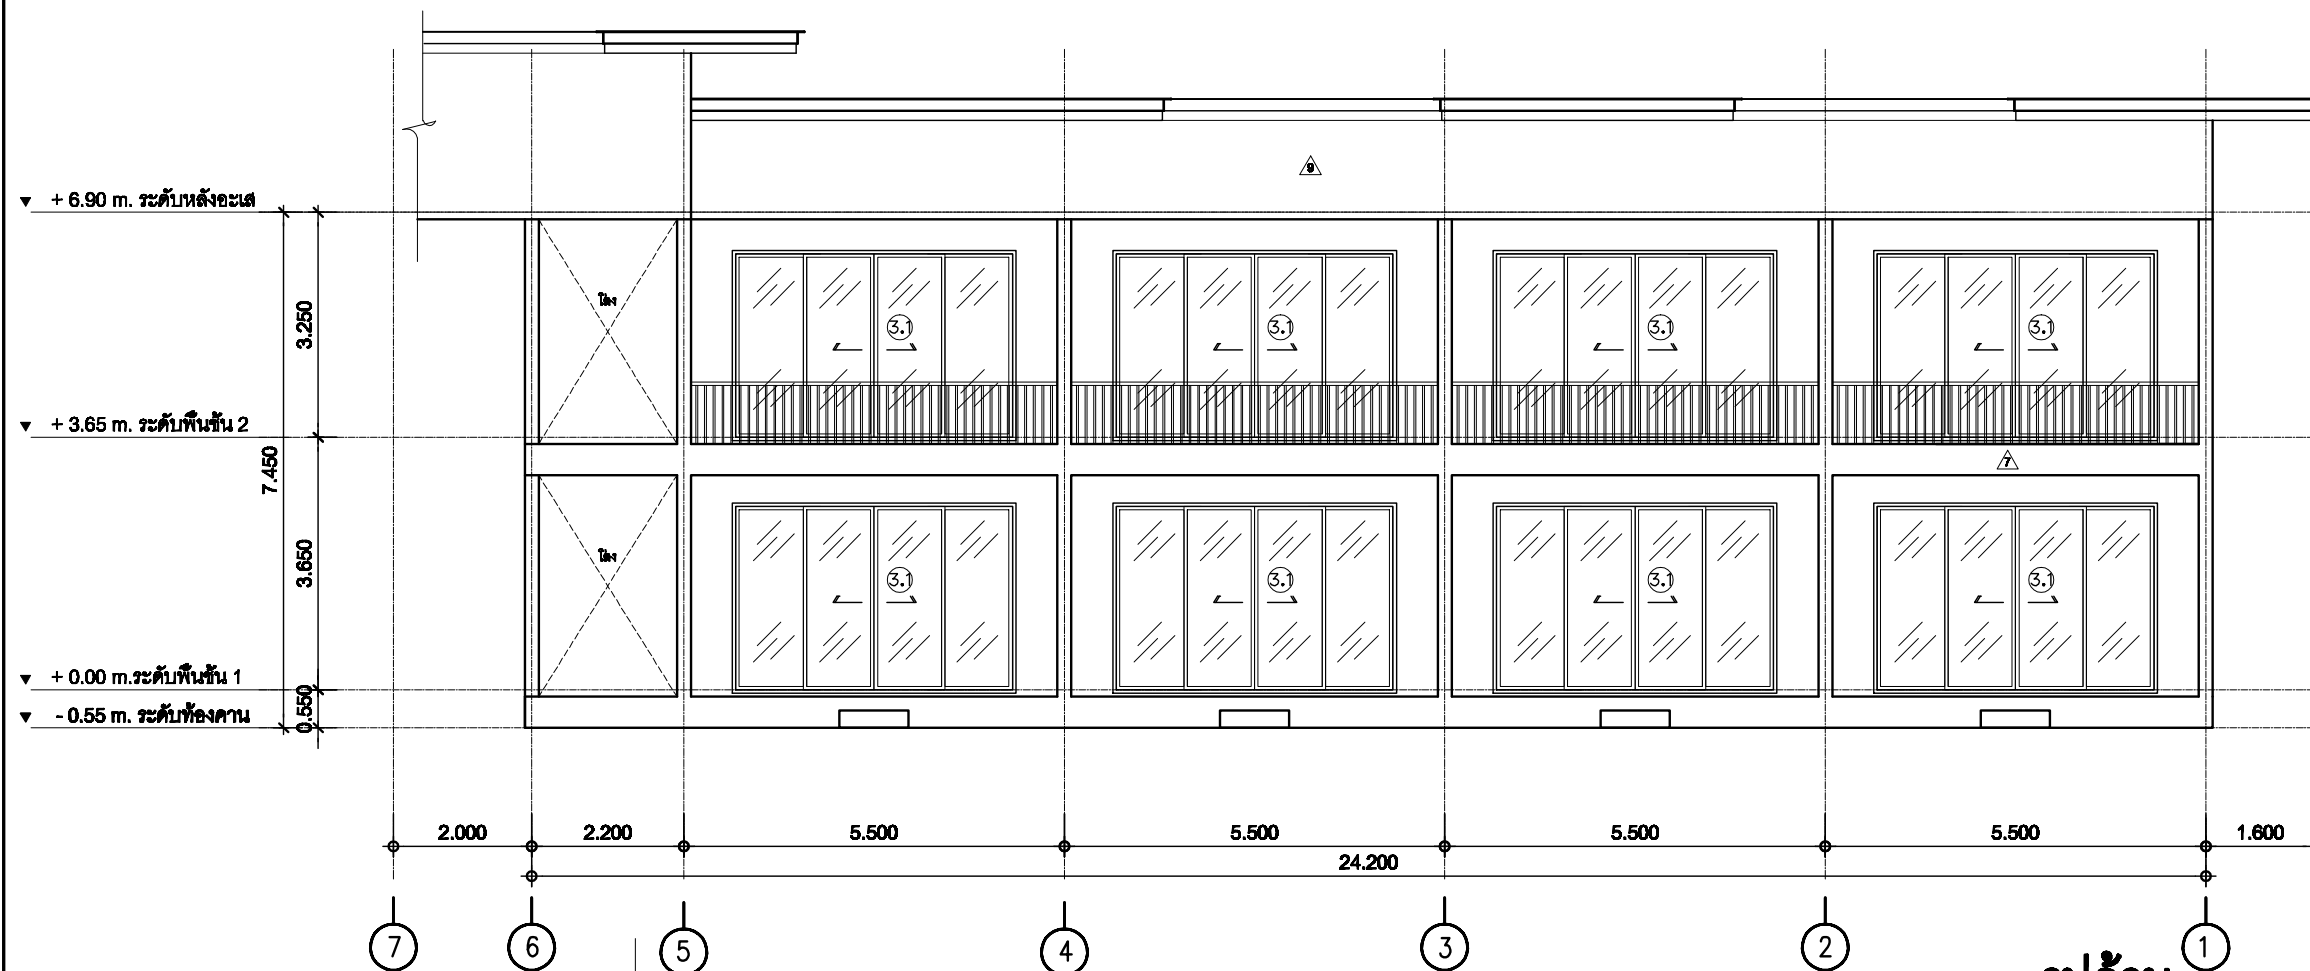 9
+ 6.90 m. ระดับหลังอะเส
โล่ง
3.250
3.1
3.1
3.1
3.1
+ 3.65 m. ระดับพื้นชั้น 2
7.450
7
3.650
โล่ง
3.1
3.1
3.1
3.1
+ 0.00 m.ระดับพื้นชั้น 1
0.550
- 0.55 m. ระดับท้องคาน
2.000 2.200 5.500 5.500 5.500 5.500 1.600
24.200
7 6 5 4 3 2 1